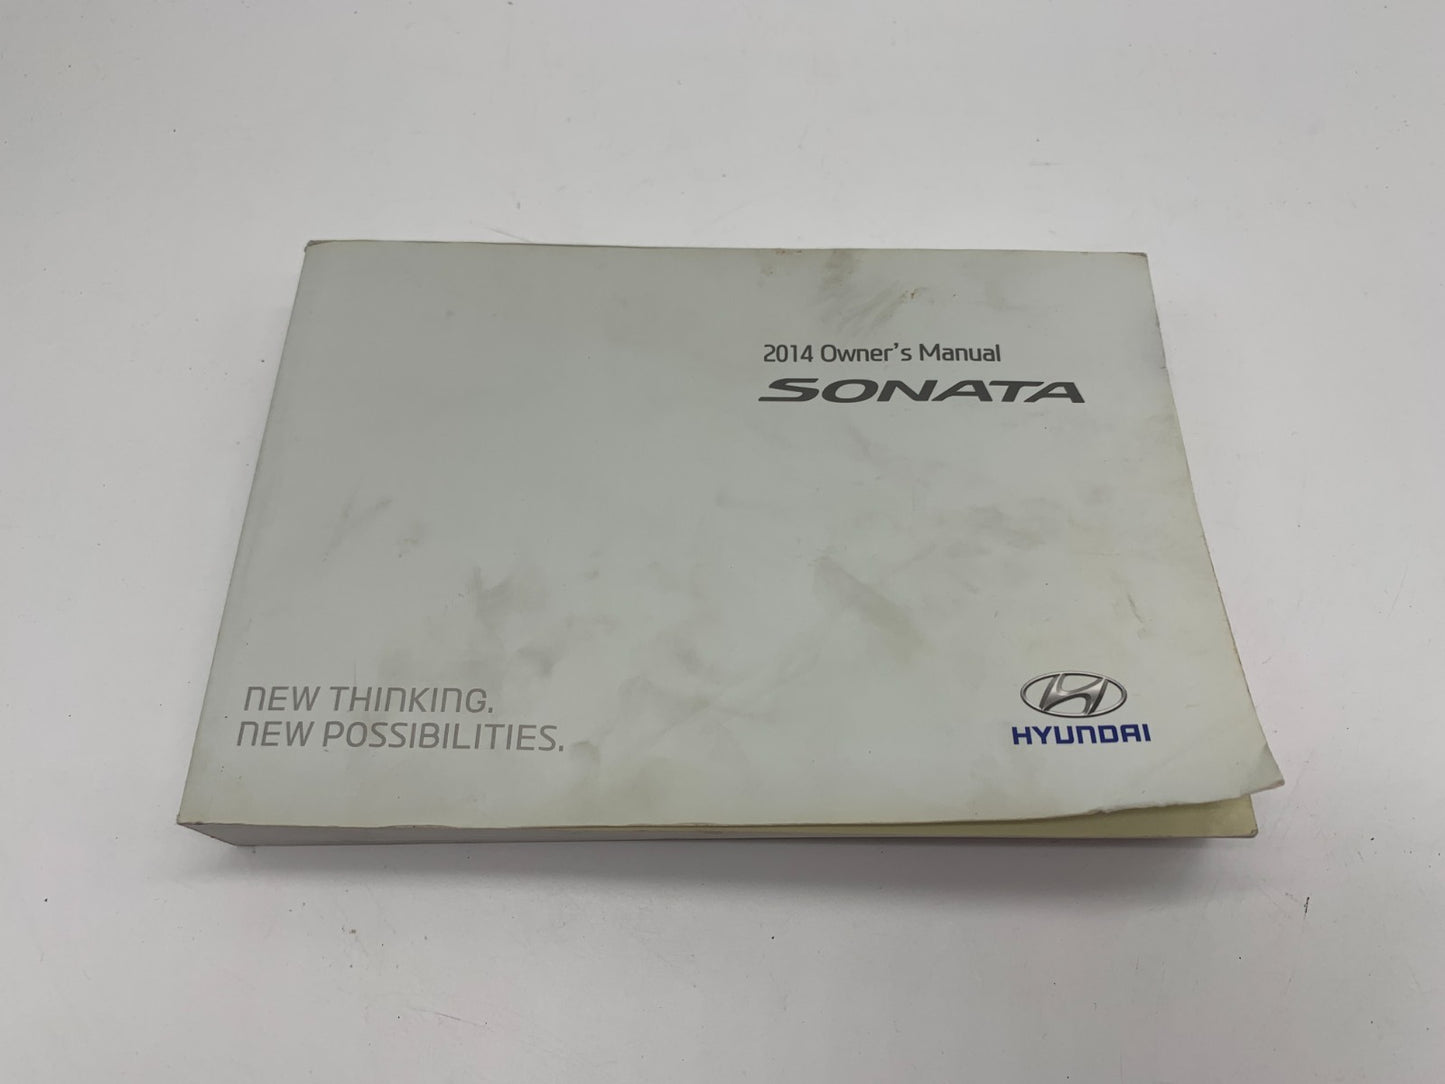 2014 Owner's Manual
SONATA
NEW THINKING.
NEW POSSIBILITIES.
HYUNDAI